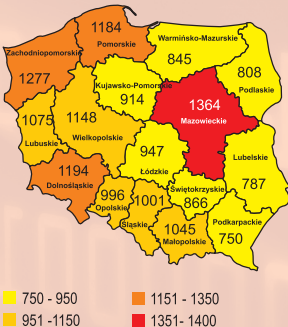 1184
Pomorskie
Warmińsko-Mazurskie
845
Zachodniopomorskie
1277
808
Podlaskie
Kujawsko-Pomorskie
914
1364
Mazowieckie
1075
Lubuskie
1148
Wielkopolskie
947
Łódzkie
Lubelskie
787
1194
Dolnośląskie
996
Opolskie
1001
Śląskie
Świętokrzyskie
866
1045
Małopolskie
Podkarpackie
750
750 - 950
951 -1150
1151 - 1350
1351- 1400